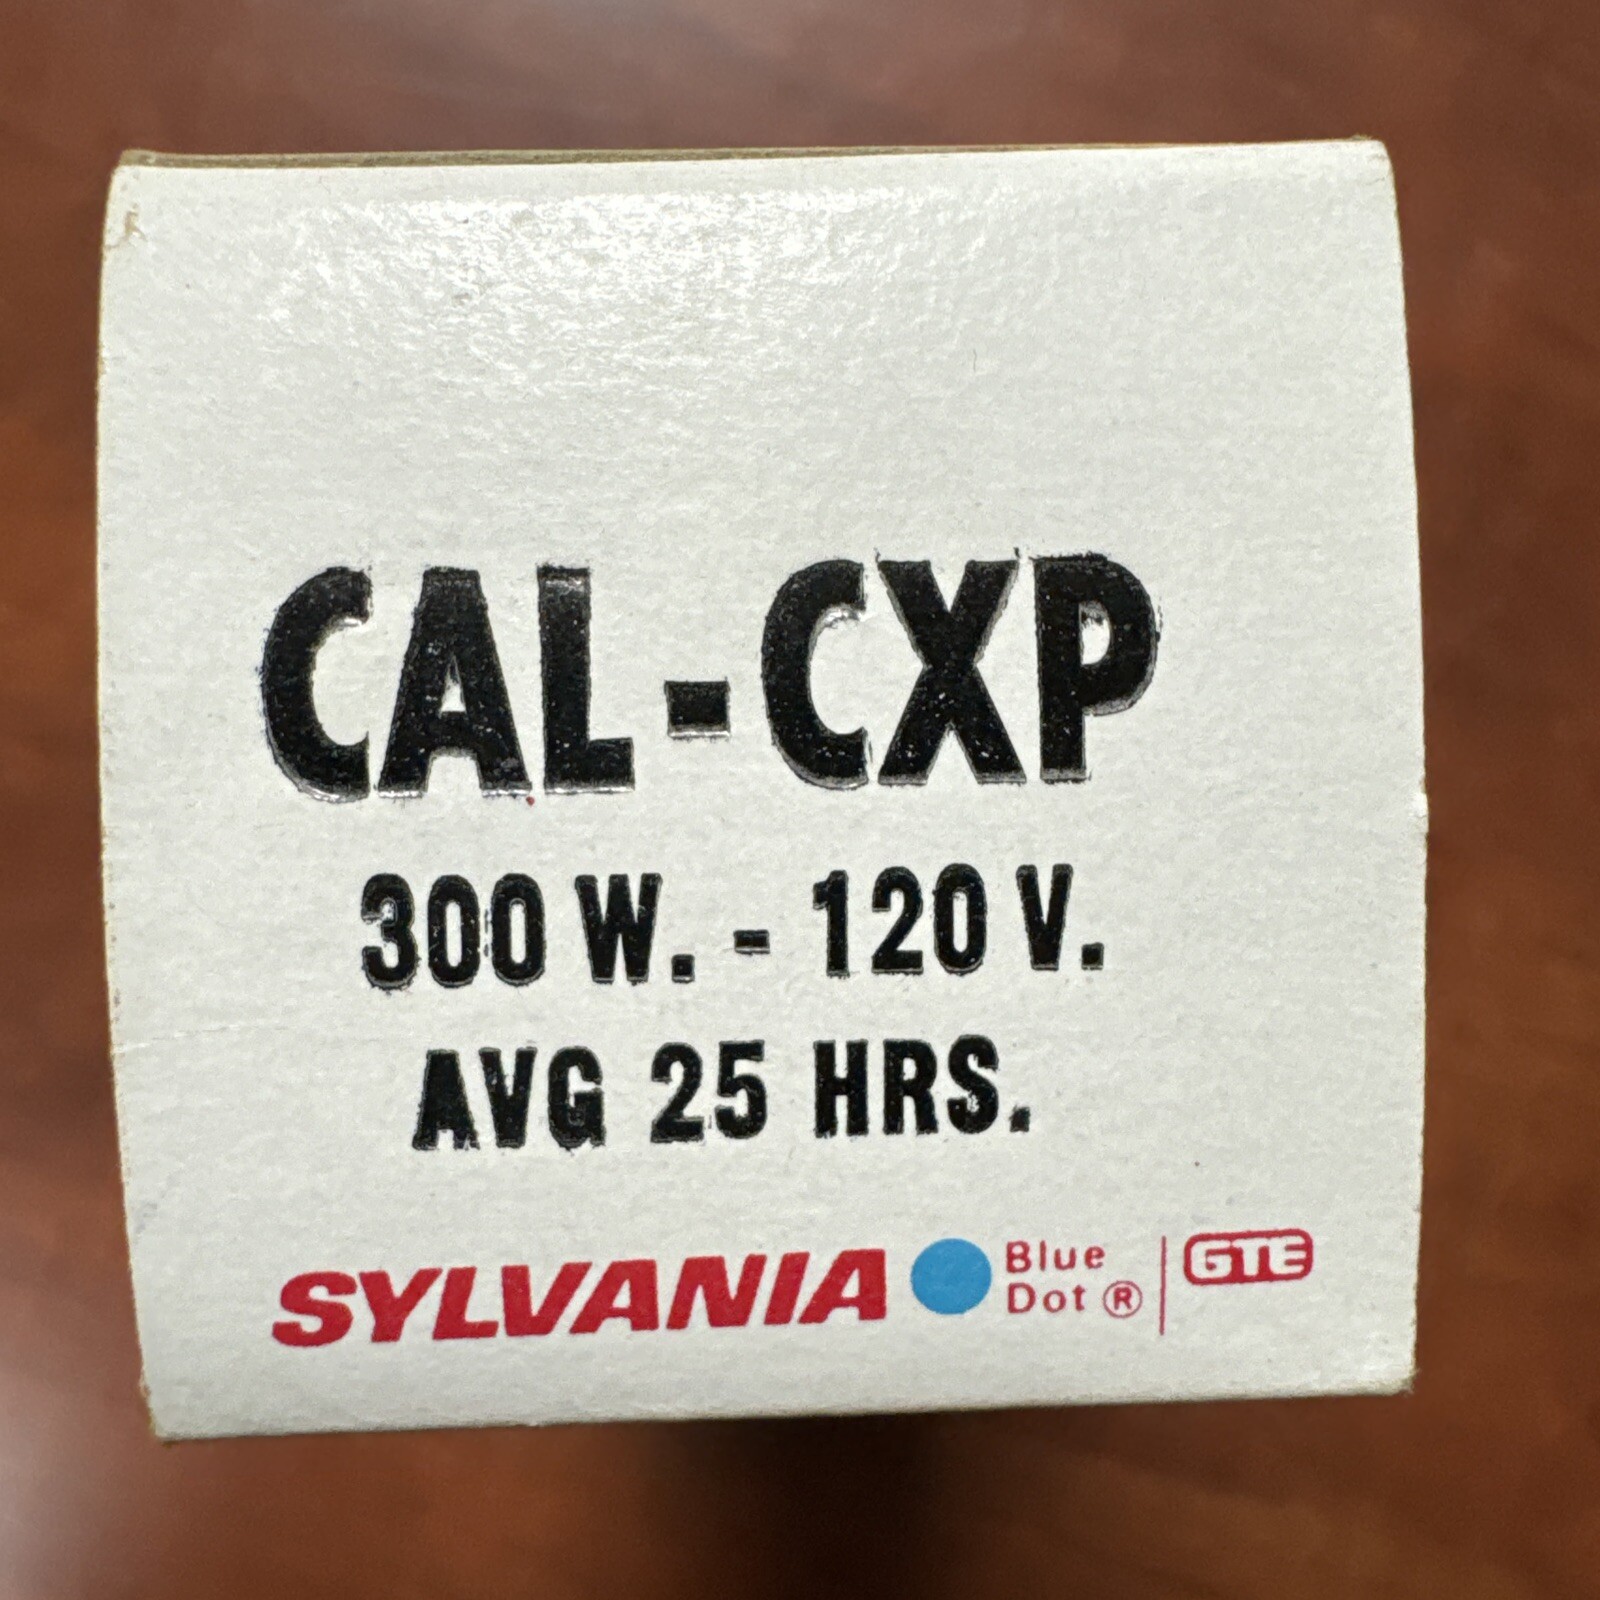 CAL-CXP
300 W. - 120 V.
AVG 25 HRS.
SYLVANIA Blue Dot ® GTE